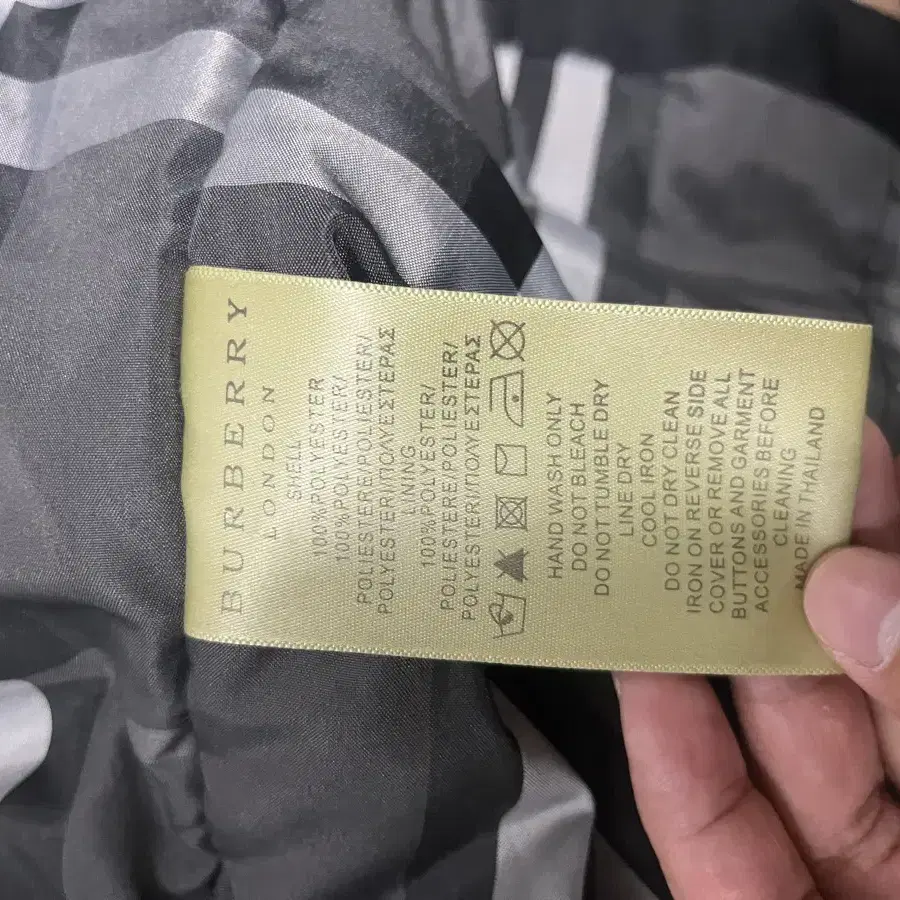 BURBERRY
LONDON
SHELL
100%POLYESTER
100%POLYESTER/
POLIESTERE/POLIESTER/
POLYESTER/ΠΟΛΥΕΣΤΕΡΑΣ
LINING
100%POLYESTER/
POLIESTERE/POLIESTER/
POLYESTER/ΠΟΛΥΕΣΤΕΡΑΣ
HAND WASH ONLY
DO NOT BLEACH
DO NOT TUMBLE DRY
LINE DRY
COOL IRON
DO NOT DRY CLEAN
IRON ON REVERSE SIDE
COVER OR REMOVE ALL
BUTTONS AND GARMENT
ACCESSORIES BEFORE
CLEANING
MADE IN THAILAND